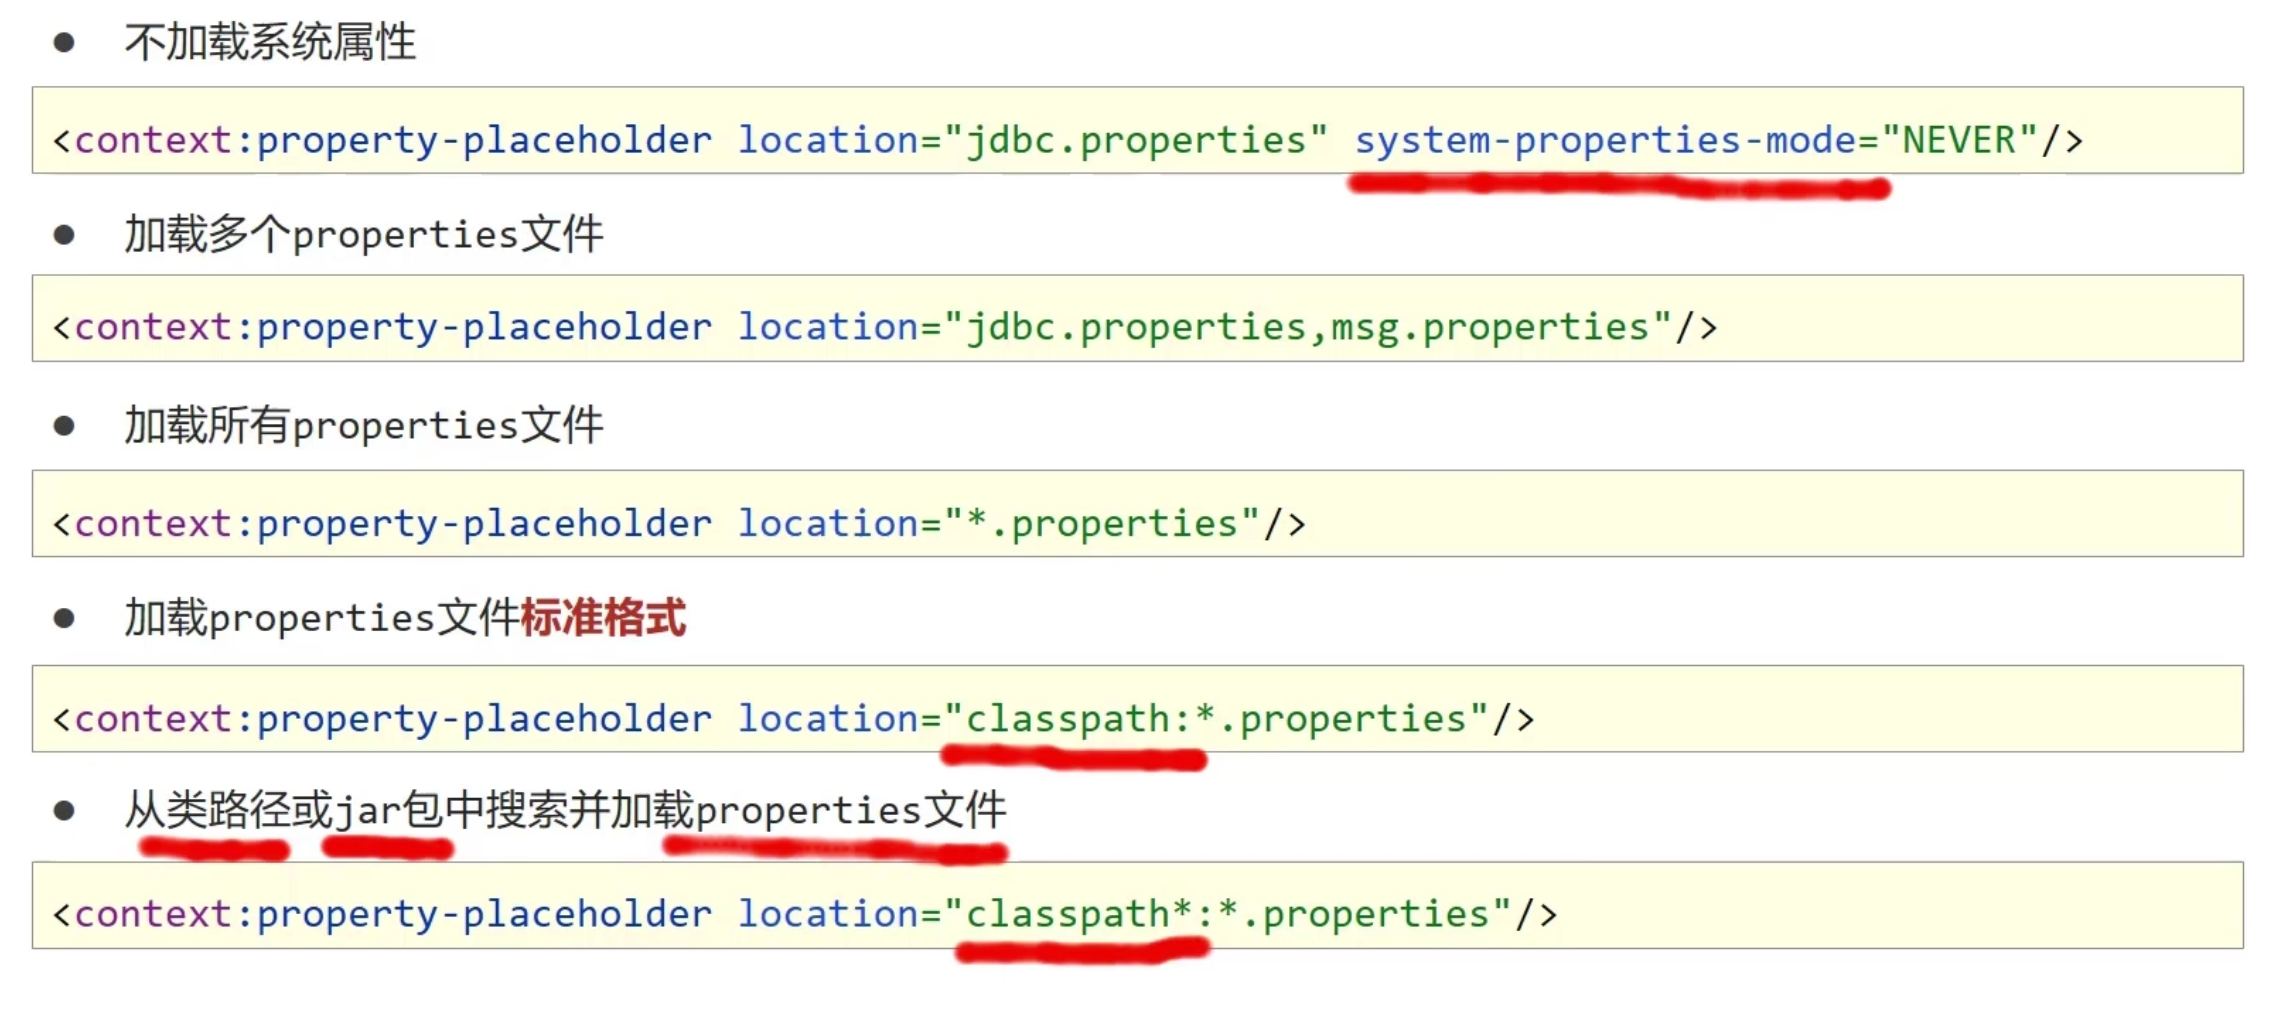 ● 不加载系统属性
<context:property-placeholder location="jdbc.properties" system-properties-mode="NEVER"/>
● 加载多个properties文件
<context:property-placeholder location="jdbc.properties,msg.properties"/>
● 加载所有properties文件
<context:property-placeholder location="*.properties"/>
● 加载properties文件标准格式
<context:property-placeholder location="classpath:*.properties"/>
● 从类路径或jar包中搜索并加载properties文件
<context:property-placeholder location="classpath*:*.properties"/>